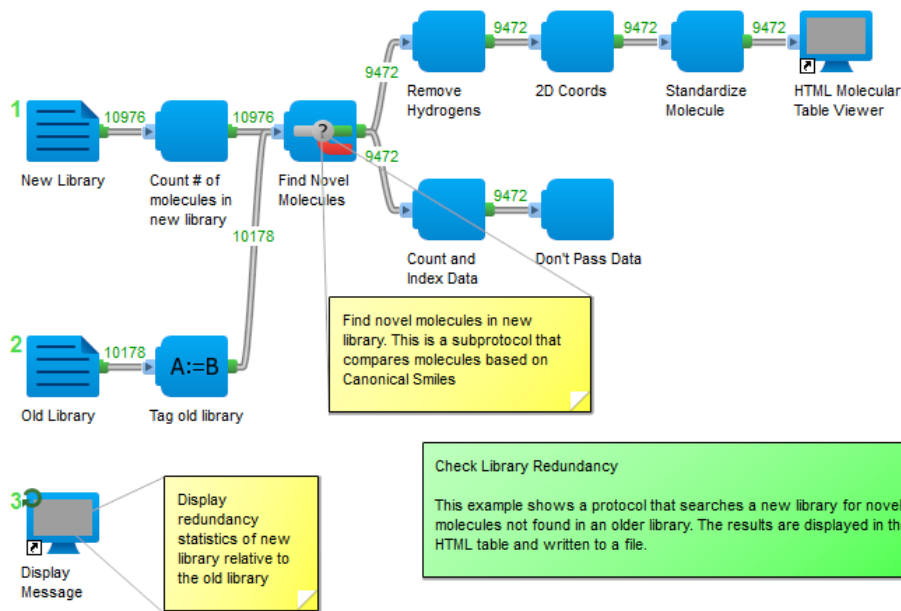 9472
9472
9472
9472
Remove
Hydrogens
2D Coords
Standardize
Molecule
HTML Molecular
Table Viewer
1
10976
10976
?
New Library
Count # of
molecules in
new library
Find Novel
Molecules
9472
9472
Count and
Index Data
Don't Pass Data
10178
Find novel molecules in new
library. This is a subprotocol that
compares molecules based on
Canonical Smiles
2
10178
A:=B
Old Library
Tag old library
3
Display
Message
Display
redundancy
statistics of new
library relative to
the old library
Check Library Redundancy
This example shows a protocol that searches a new library for novel
molecules not found in an older library. The results are displayed in the
HTML table and written to a file.